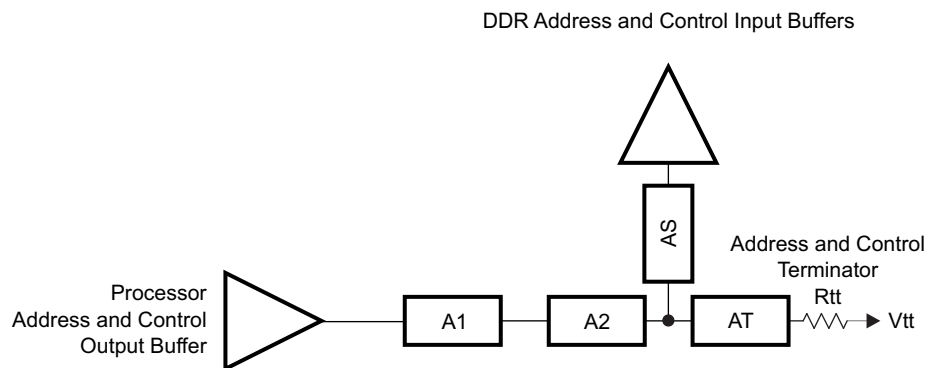 DDR Address and Control Input Buffers
AS
Address and Control
Terminator
Rtt
Processor
Address and Control
Output Buffer
A1
A2
AT
Vtt